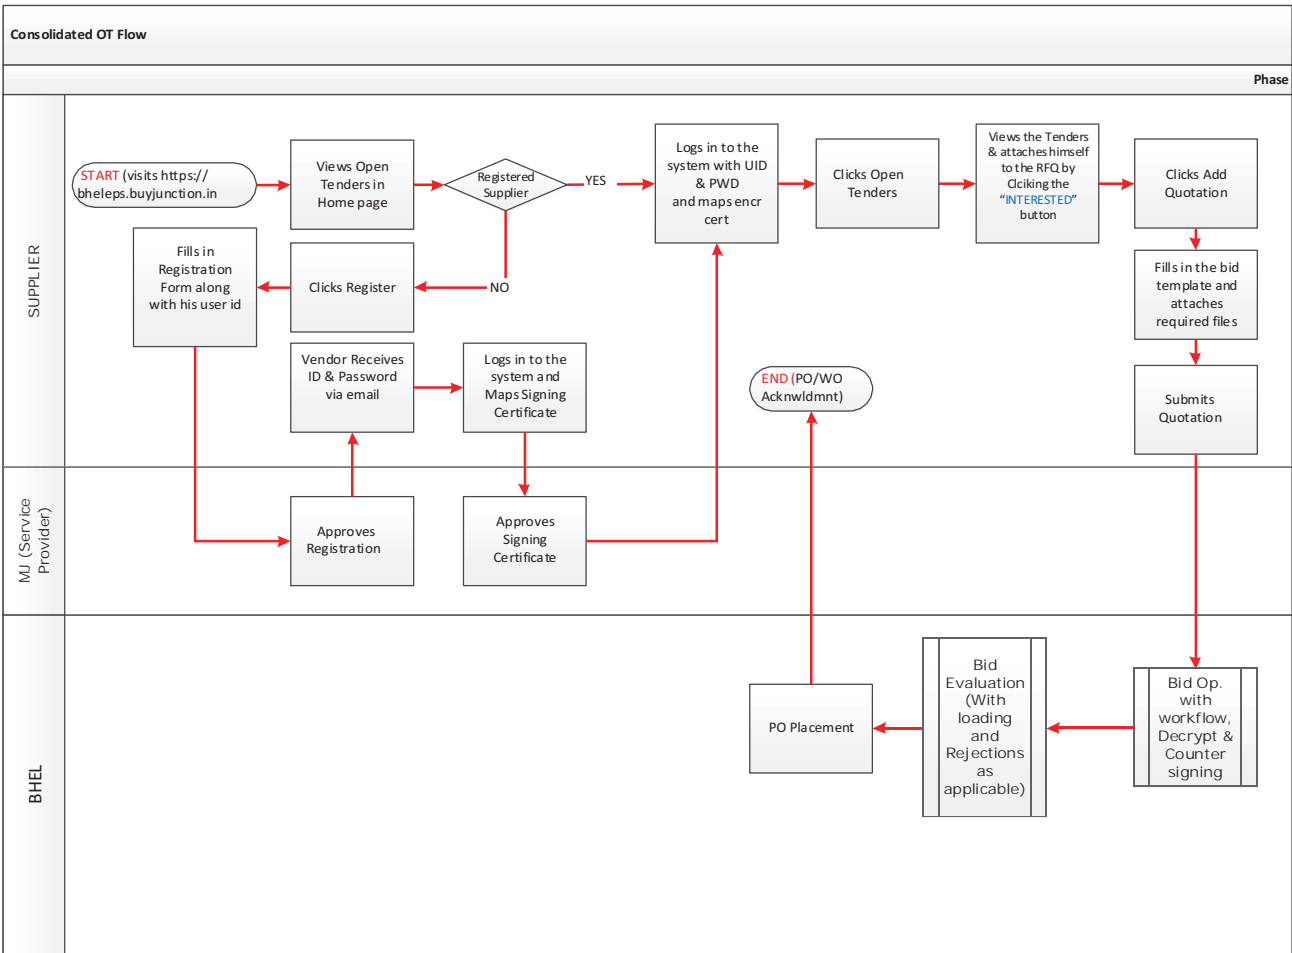 Consolidated OT Flow
Phase
SUPPLIER
START (visits https://
bheleps.buyjunction.in
Views Open
Tenders in
Home page
Registered
Supplier
YES
NO
Logs in to the
system with UID
& PWD
and maps encr
cert
Clicks Open
Tenders
Views the Tenders
& attaches himself
to the RFQ by
Clciking the
“INTERESTED”
button
Clicks Add
Quotation
Fills in
Registration
Form along
with his user id
Clicks Register
Fills in the bid
template and
attaches
required files
Vendor Receives
ID & Password
via email
Logs in to the
system and
Maps Signing
Certificate
END (PO/WO
Acknwldmnt)
Submits
Quotation
MJ (Service
Provider)
Approves
Registration
Approves
Signing
Certificate
BHEL
PO Placement
Bid
Evaluation
(With
loading
and
Rejections
as
applicable)
Bid Op.
with
workflow,
Decrypt &
Counter
signing